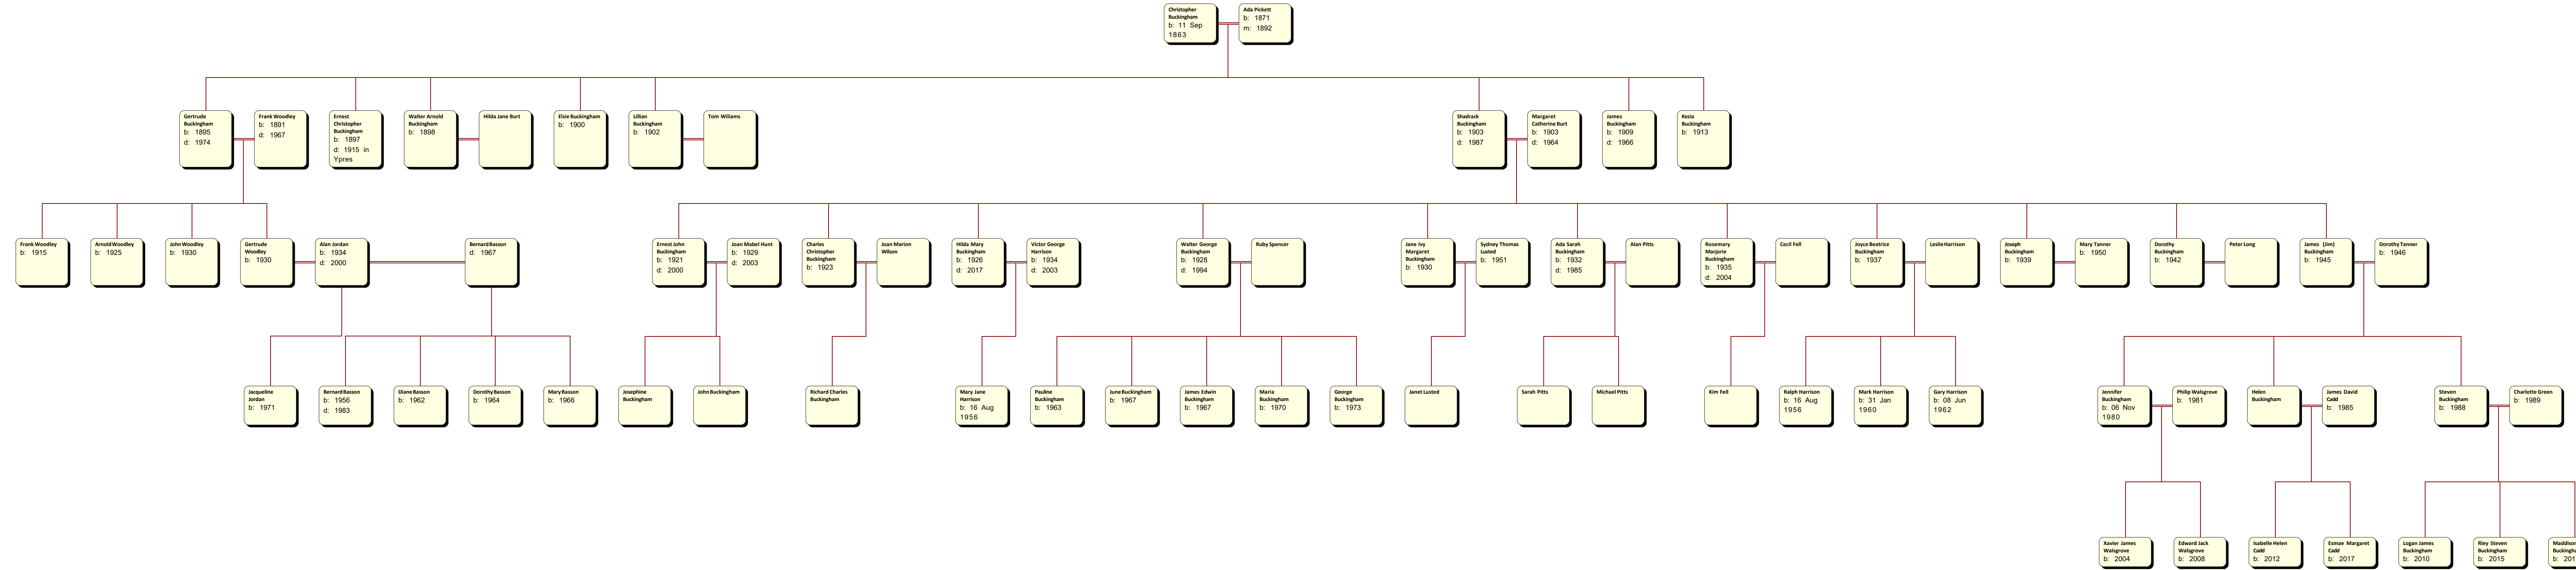 Christopher
Buckingham
b: 11 Sep
1863
Ada Pickett
b: 1871
m: 1892
Gertrude
Buckingham
b: 1895
d: 1974
Frank Woodley
b: 1891
d: 1967
Ernest
Christopher
Buckingham
b: 1897
d: 1915 in
Ypres
Walter Arnold
Buckingham
b: 1898
Hilda Jane Burt
Elsie Buckingham
b: 1900
Lillian
Buckingham
b: 1902
Tom Wiliams
Shadrack
Buckingham
b: 1903
d: 1987
Margaret
Catherine Burt
b: 1903
d: 1964
James
Buckingham
b: 1909
d: 1966
Kezia
Buckingham
b: 1913
Frank Woodley
b: 1915
Arnold Woodley
b: 1925
John Woodley
b: 1930
Gertrude
Woodley
b: 1930
Alan Jordan
b: 1934
d: 2000
Bernard Basson
d: 1967
Ernest John
Buckingham
b: 1921
d: 2000
Joan Mabel Hunt
b: 1929
d: 2003
Charles
Christopher
Buckingham
b: 1923
Joan Marion
Wilson
Hilda Mary
Buckingham
b: 1926
d: 2017
Victor George
Harrison
b: 1934
d: 2003
Walter George
Buckingham
b: 1928
d: 1994
Ruby Spencer
Jane Ivy
Margaret
Buckingham
b: 1930
Sydney Thomas
Lusted
b: 1951
Ada Sarah
Buckingham
b: 1932
d: 1985
Alan Pitts
Rosemary
Marjorie
Buckingham
b: 1935
d: 2004
Cecil Fell
Joyce Beatrice
Buckingham
b: 1937
Leslie Harrison
Joseph
Buckingham
b: 1939
Mary Tanner
b: 1950
Dorothy
Buckingham
b: 1942
Peter Long
James (Jim)
Buckingham
b: 1945
Dorothy Tanner
b: 1946
Jacqueline
Jordan
b: 1971
Bernard Basson
b: 1956
d: 1983
Diane Basson
b: 1962
Dorothy Basson
b: 1964
Mary Basson
b: 1966
Josephine
Buckingham
John Buckingham
Richard Charles
Buckingham
Mary Jane
Harrison
b: 16 Aug
1956
Pauline
Buckingham
b: 1963
June Buckingham
b: 1967
James Edwin
Buckingham
b: 1967
Maria
Buckingham
b: 1970
George
Buckingham
b: 1973
Janet Lusted
Sarah Pitts
Michael Pitts
Kim Fell
Ralph Harrison
b: 16 Aug
1956
Mark Harrison
b: 31 Jan
1960
Gary Harrison
b: 08 Jun
1962
Jennifer
Buckingham
b: 06 Nov
1980
Philip Walsgrove
b: 1981
Helen
Buckingham
James David
Cadd
b: 1985
Steven
Buckingham
b: 1988
Charlotte Green
b: 1989
Xavier James
Walsgrove
b: 2004
Edward Jack
Walsgrove
b: 2008
Isabelle Helen
Cadd
b: 2012
Esmae Margaret
Cadd
b: 2017
Logan James
Buckingham
b: 2010
Riey Steven
Buckingham
b: 2015
Maddison
Buckingha
b: 201